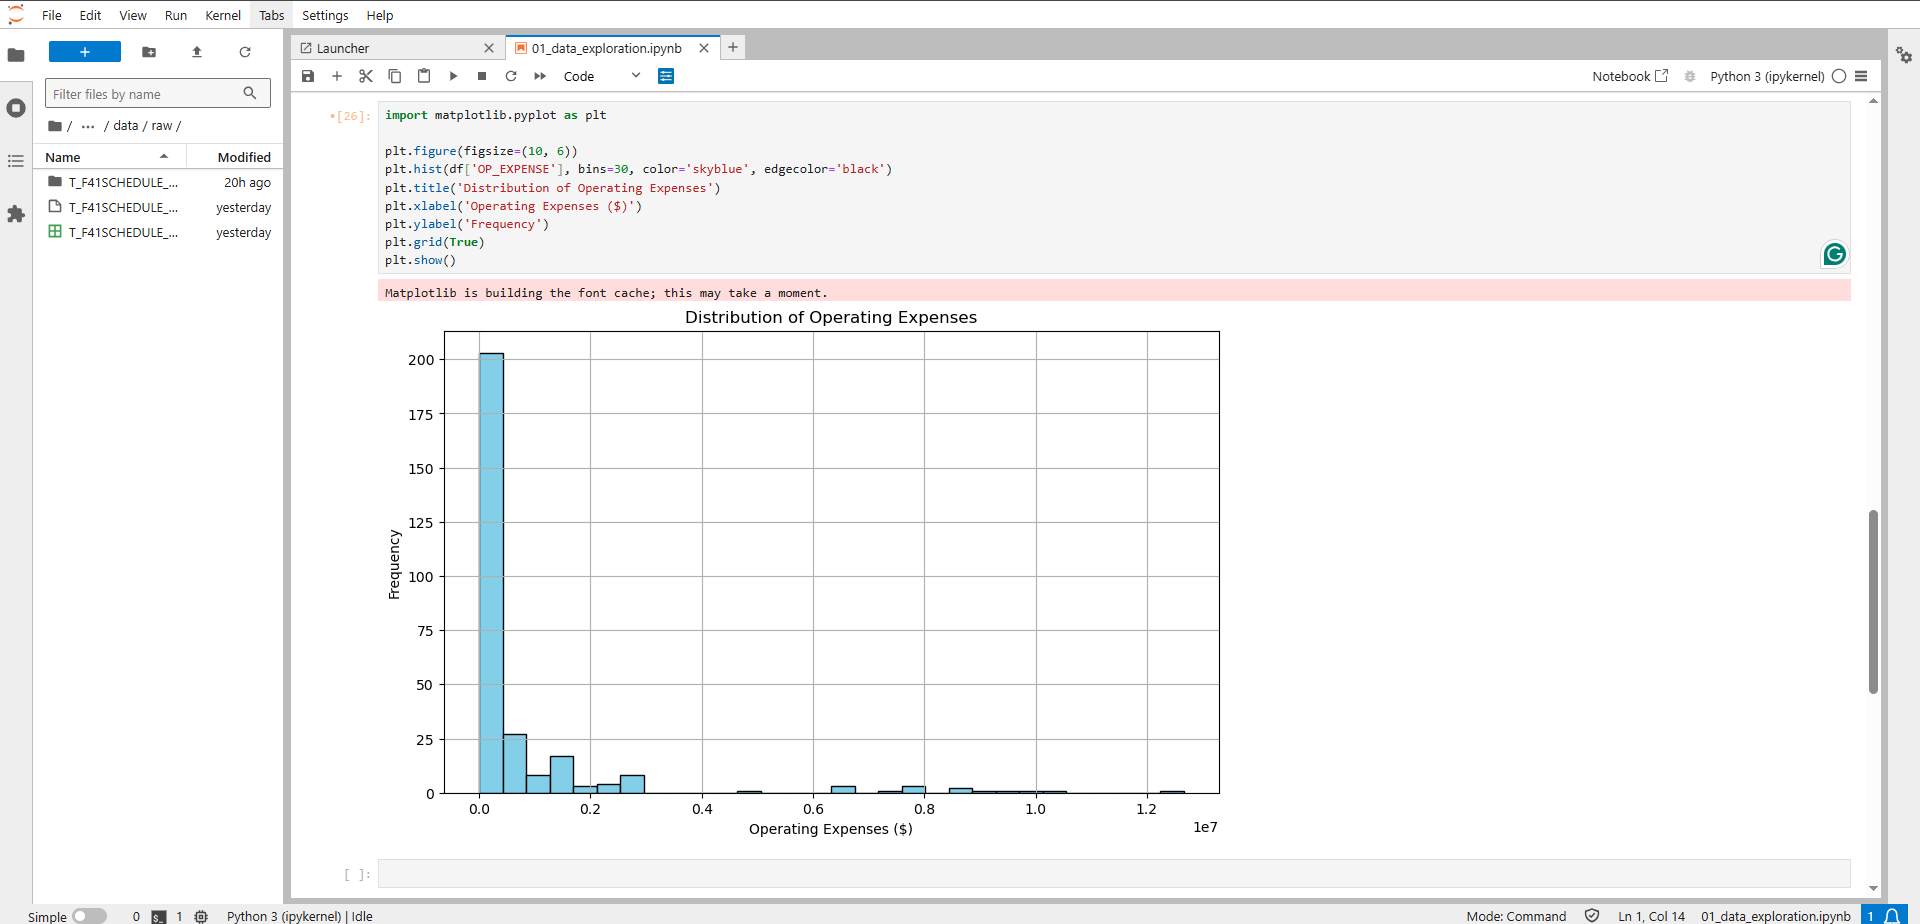 File Edit View Run Kernel Tabs Settings Help
Launcher
01_data_exploration.ipynb
Code
Notebook
Python 3 (ipykernel)
Filter files by name
/ ... / data / raw /
Name Modified
T_F41SCHEDULE_... 20h ago
T_F41SCHEDULE_... yesterday
T_F41SCHEDULE_... yesterday
[26]:
import matplotlib.pyplot as plt
plt.figure(figsize=(10, 6))
plt.hist(df['OP_EXPENSE'], bins=30, color='skyblue', edgecolor='black')
plt.title('Distribution of Operating Expenses')
plt.xlabel('Operating Expenses ($)')
plt.ylabel('Frequency')
plt.grid(True)
plt.show()
Matplotlib is building the font cache; this may take a moment.
Distribution of Operating Expenses
200
175
150
125
100
75
50
25
0
Frequency
0.0 0.2 0.4 0.6 0.8 1.0 1.2
1e7
Operating Expenses ($)
[ ]:
Simple 0 1 Python 3 (ipykernel) | Idle
Mode: Command Ln 1, Col 14 01_data_exploration.ipynb 1